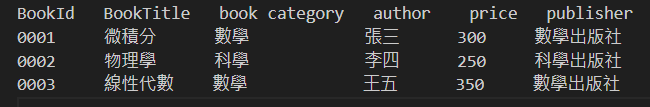 BookId BookTitle book category author price publisher
0001 微積分 數學 張三 300 數學出版社
0002 物理學 科學 李四 250 科學出版社
0003 線性代數 數學 王五 350 數學出版社